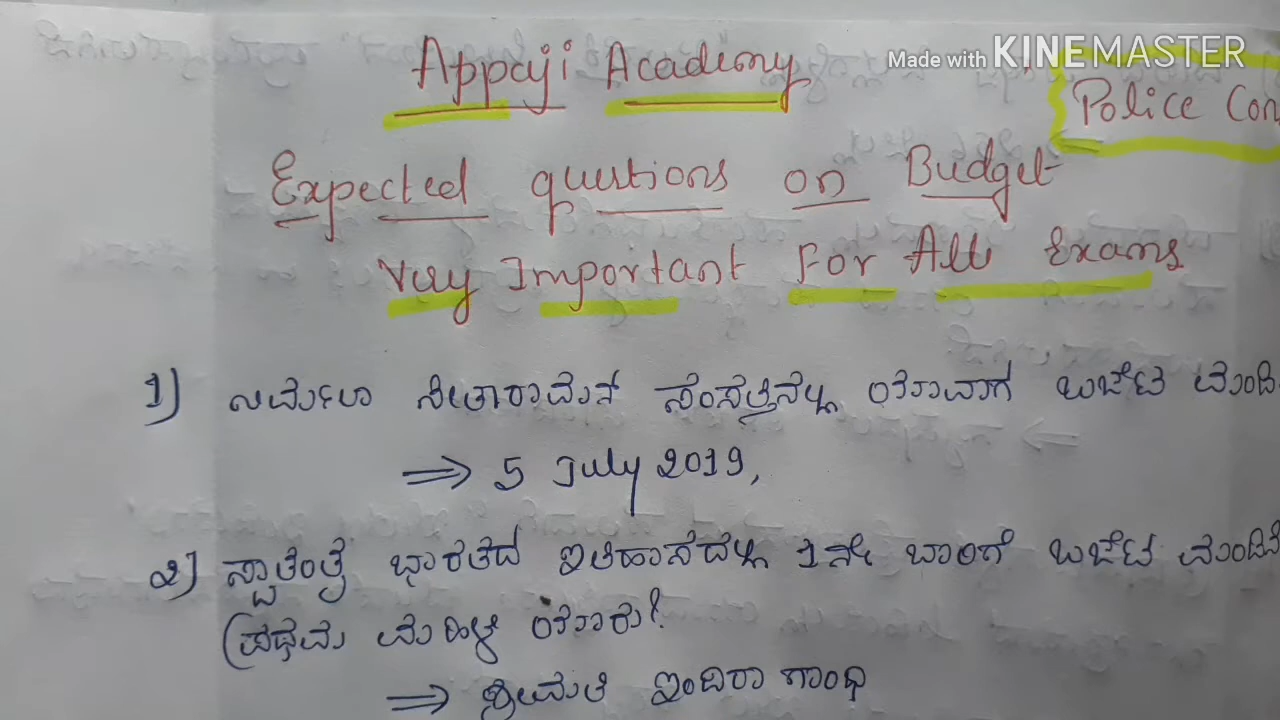 Made with KINEMASTER
Appaji Academy
Police Con
Expected questions on Budget
Very Important For All Exams
1) ನಿರ್ಮಲಾ ಸೀತಾರಾಮನ್ ಸಂಸತ್ತಿನಲ್ಲಿ ಯಾವಾಗ ಬಜೆಟ್ ಮಂಡಿ
⇒ 5 July 2019,
2) ಸ್ವಾತಂತ್ರ್ಯ ಭಾರತದ ಇತಿಹಾಸದಲ್ಲಿ 1ನೇ ಬಾರಿಗೆ ಬಜೆಟ್ ಮಂಡಿಸಿ
(ಪ್ರಥಮ ಮಹಿಳೆ ಯಾರು?
⇒ ಶ್ರೀಮತಿ ಇಂದಿರಾ ಗಾಂಧಿ